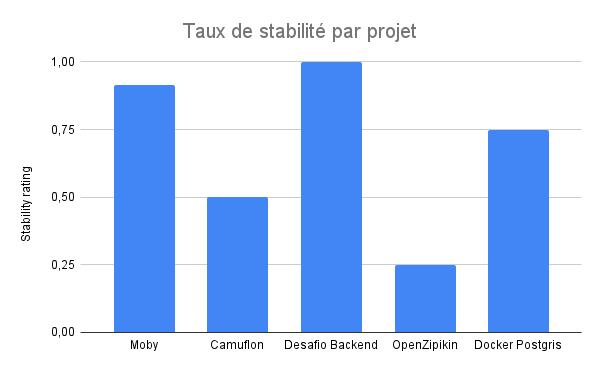 Taux de stabilité par projet
1,00
0,75
0,50
0,25
0,00
Stability rating
Moby
Camuflon
Desafio Backend
OpenZipikin
Docker Postgris